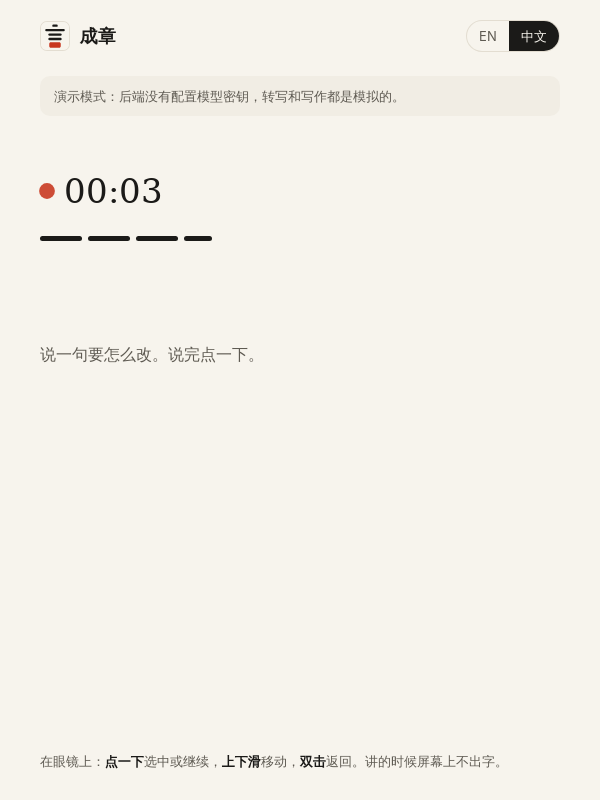 成章
EN 中文
演示模式：后端没有配置模型密钥，转写和写作都是模拟的。
00:03
说一句要怎么改。说完点一下。
在眼镜上：点一下选中或继续，上下滑移动，双击返回。讲的时候屏幕上不出字。